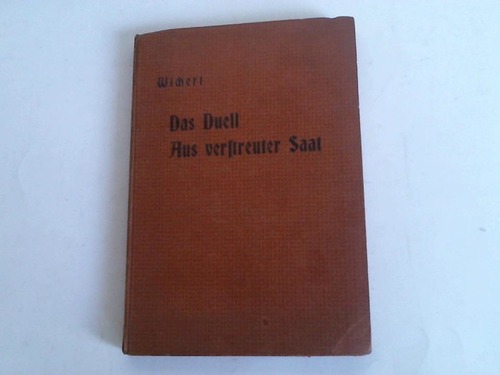 Wichert
Das Duell
Aus verstreuter Saat